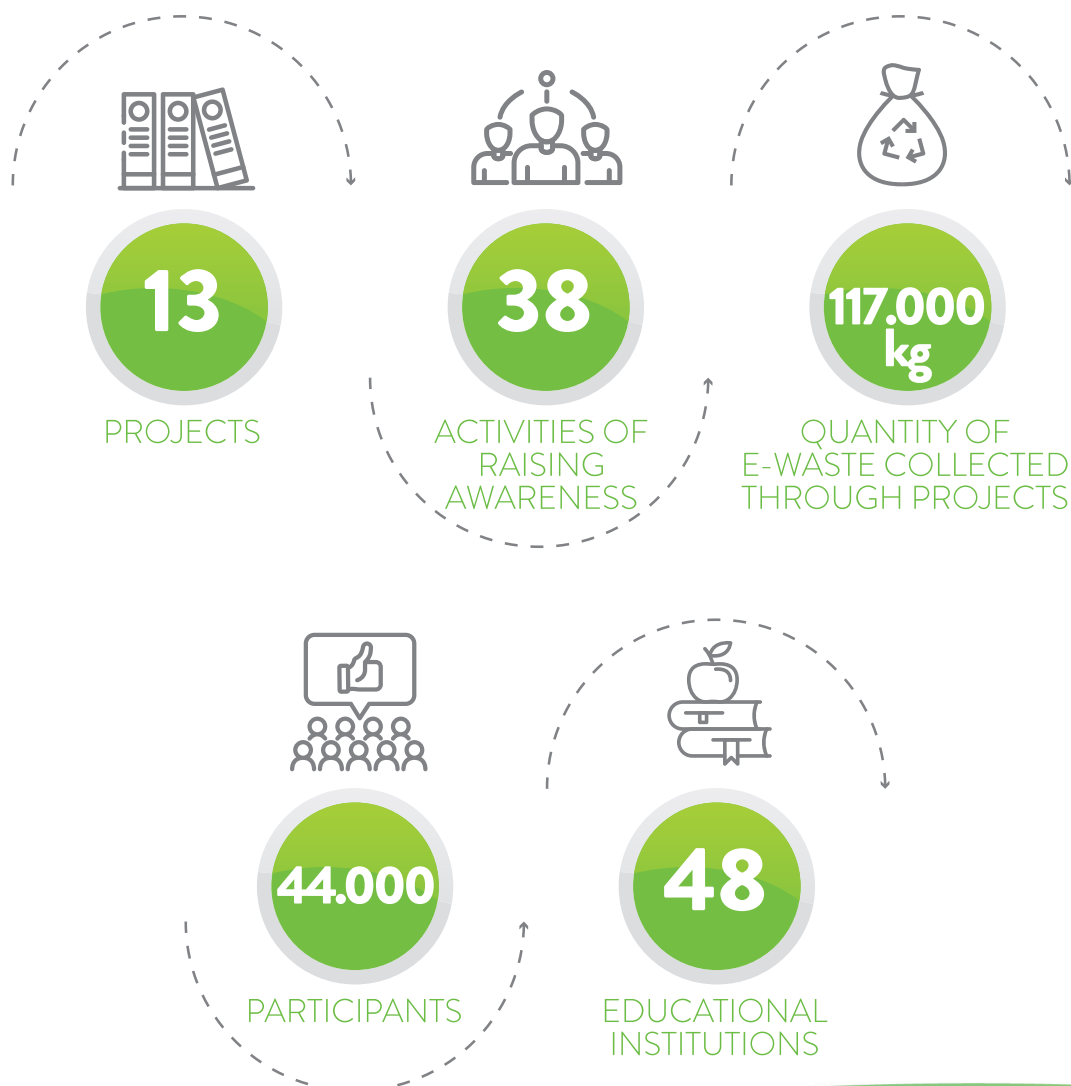 13
PROJECTS
38
ACTIVITIES OF
RAISING
AWARENESS
117.000
kg
QUANTITY OF
E-WASTE COLLECTED
THROUGH PROJECTS
44.000
PARTICIPANTS
48
EDUCATIONAL
INSTITUTIONS